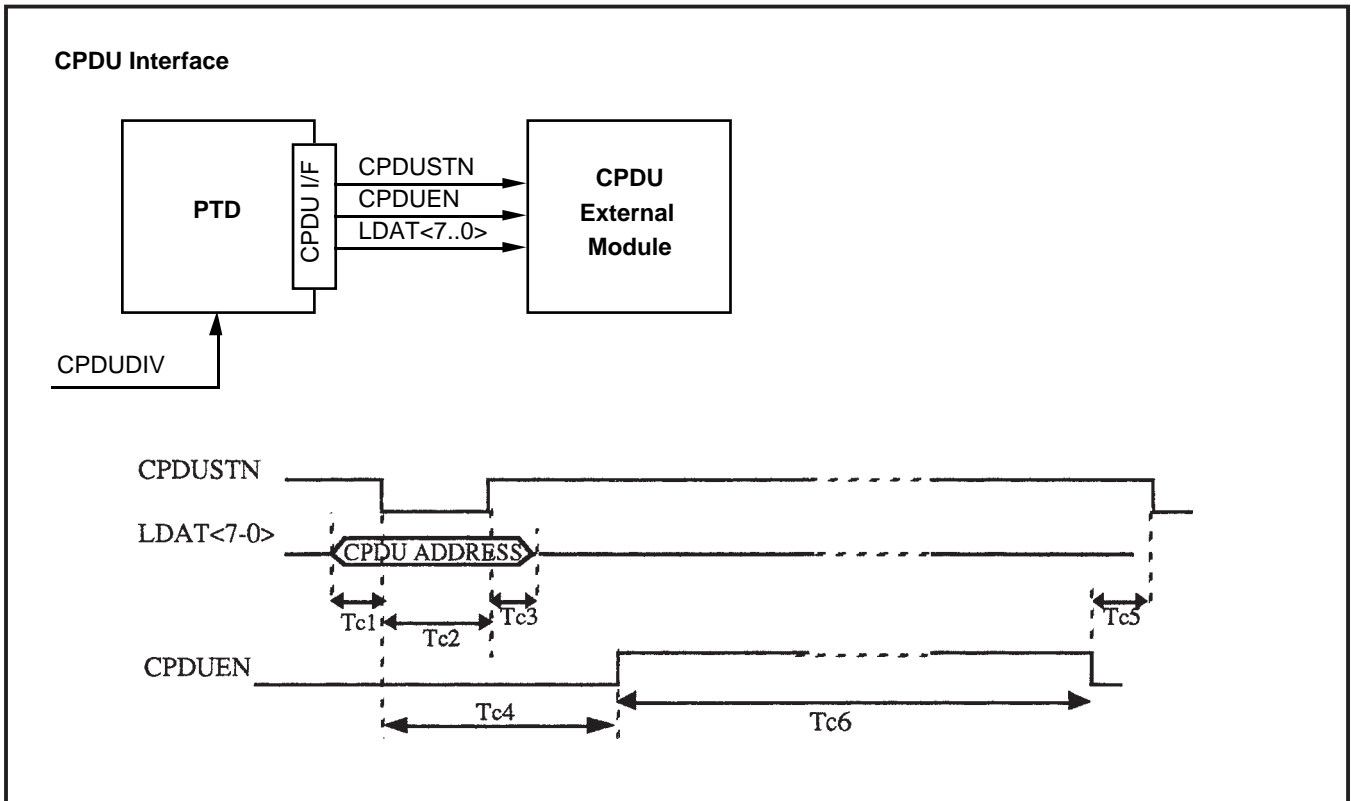 CPDU Interface
PTD
CPDU I/F
CPDUSTN
CPDUEN
LDAT<7..0>
CPDU
External
Module
CPDUDIV
CPDUSTN
LDAT<7-0>
CPDU ADDRESS
Tc1
Tc2
Tc3
Tc5
CPDUEN
Tc4
Tc6